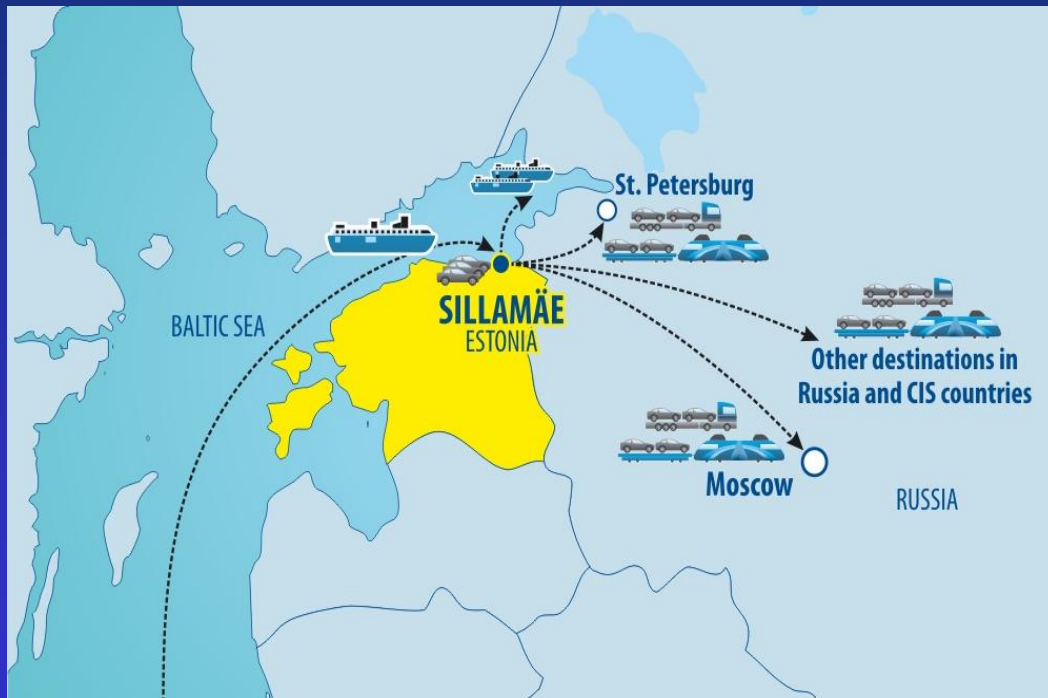 St. Petersburg
BALTIC SEA
SILLAMÄE
ESTONIA
Other destinations in
Russia and CIS countries
Moscow
RUSSIA